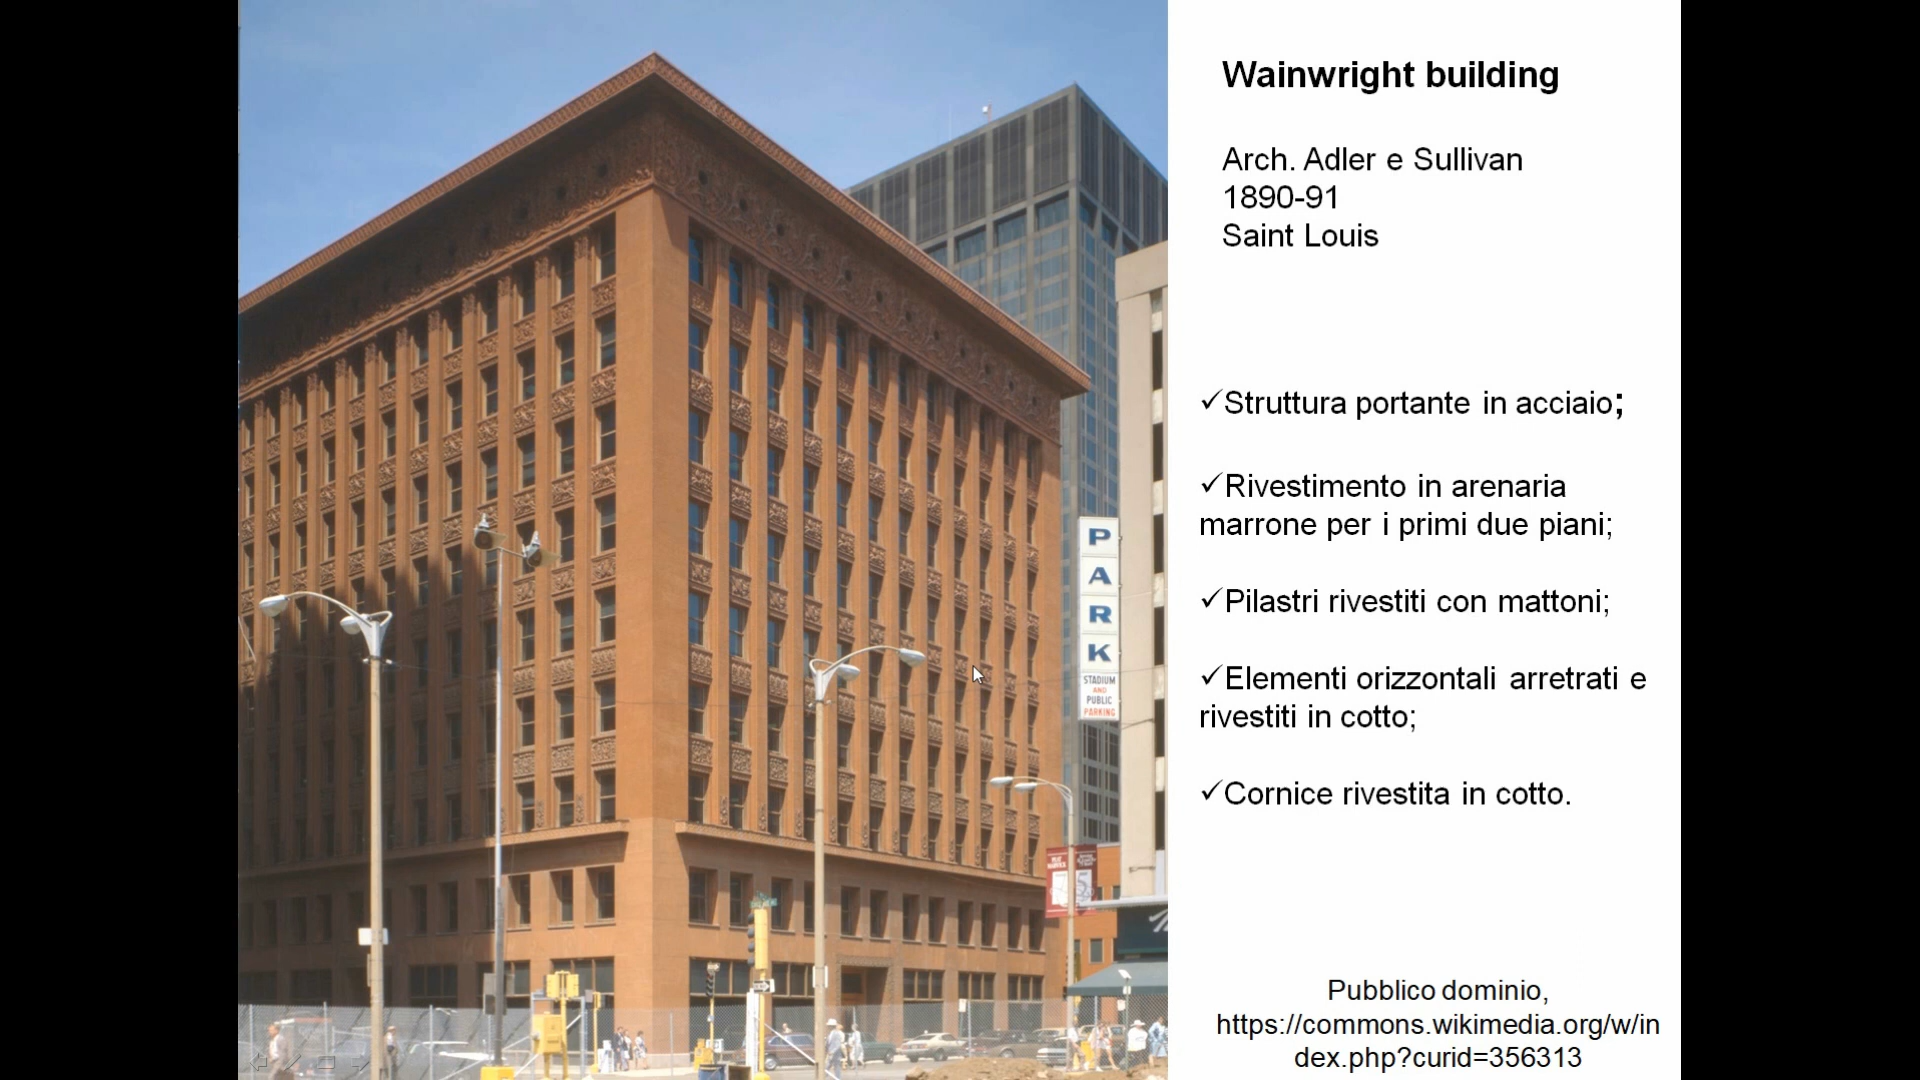 Wainwright building
Arch. Adler e Sullivan
1890-91
Saint Louis
✓Struttura portante in acciaio;
✓Rivestimento in arenaria
marrone per i primi due piani;
✓Pilastri rivestiti con mattoni;
✓Elementi orizzontali arretrati e
rivestiti in cotto;
✓Cornice rivestita in cotto.
Pubblico dominio,
https://commons.wikimedia.org/w/in
dex.php?curid=356313
PARK
STADIUM
AND
PUBLIC
PARKING